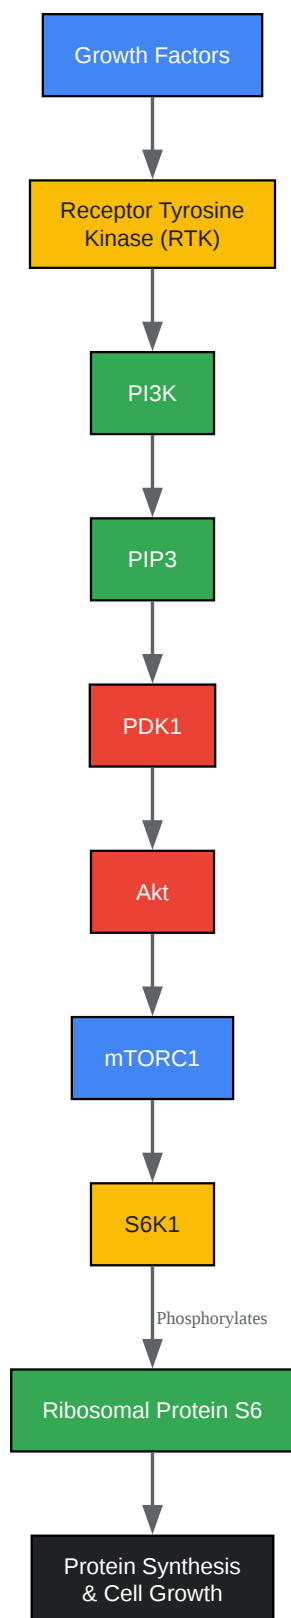 Growth Factors
Receptor Tyrosine
Kinase (RTK)
PI3K
PIP3
PDK1
Akt
mTORC1
S6K1
Phosphorylates
Ribosomal Protein S6
Protein Synthesis
& Cell Growth